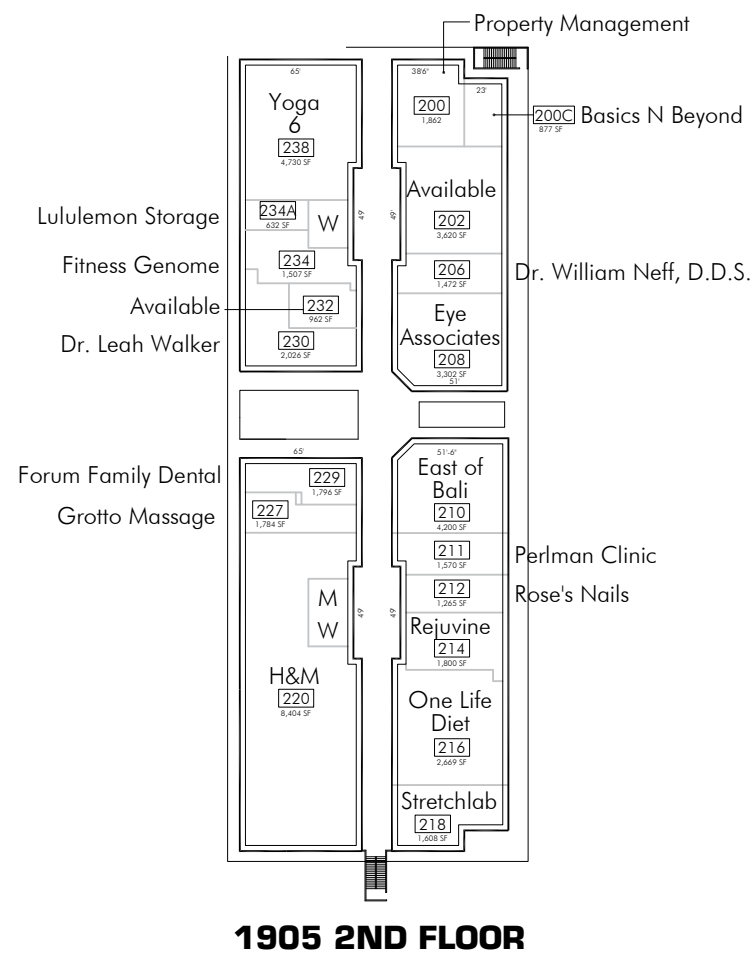 Property Management
65'
38'6"
23'
Yoga
6
238
4,730 SF
200
1,862
200C
877 SF
Basics N Beyond
Available
202
3,620 SF
Lululemon Storage
234A
632 SF
W
49'
49'
Fitness Genome
234
1,507 SF
206
1,472 SF
Dr. William Neff, D.D.S.
Available
232
962 SF
Eye
Associates
208
3,302 SF
51'
Dr. Leah Walker
230
2,026 SF
65'
51'-6"
Forum Family Dental
229
1,796 SF
East of
Bali
210
4,200 SF
Grotto Massage
227
1,784 SF
211
1,570 SF
Perlman Clinic
212
1,265 SF
Rose's Nails
M
W
49'
49'
Rejuvine
214
1,800 SF
H&M
220
8,404 SF
One Life
Diet
216
2,669 SF
Stretchlab
218
1,608 SF
1905 2ND FLOOR